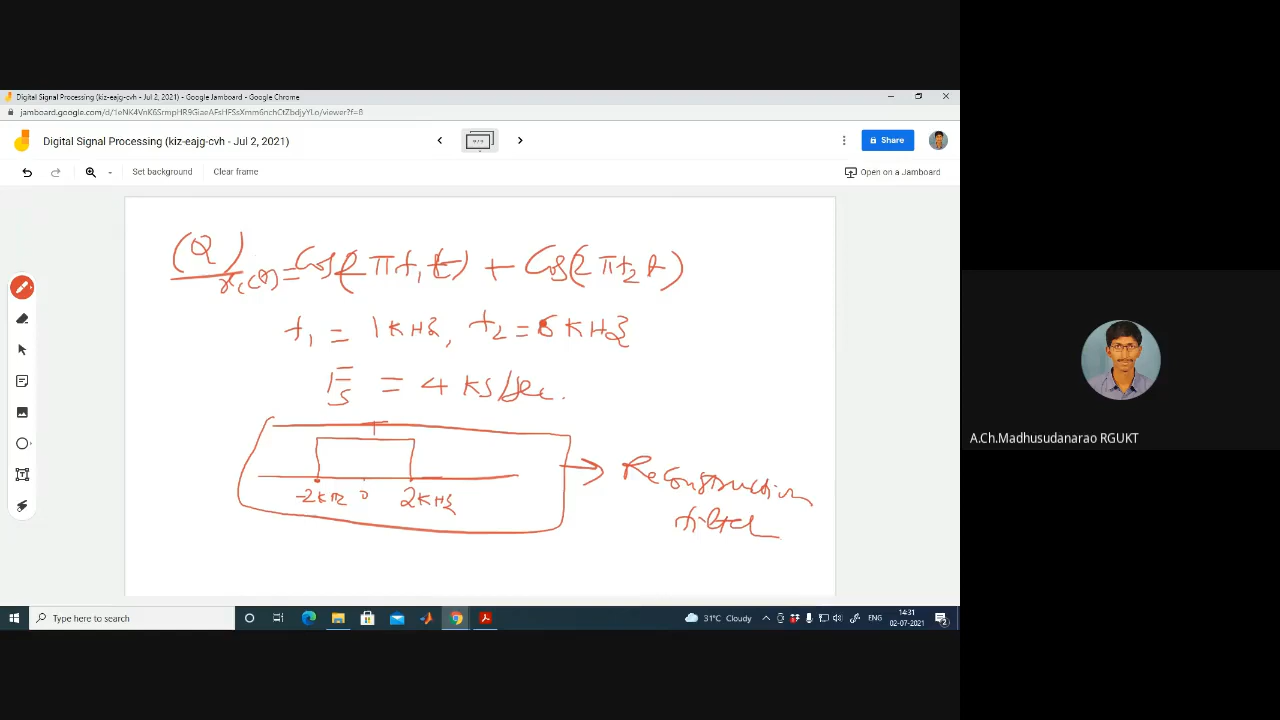 Digital Signal Processing (kiz-eajg-cvh - Jul 2, 2021) - Google Jamboard - Google Chrome
Digital Signal Processing (kiz-eajg-cvh - Jul 2, 2021)
Share
Set background
Clear frame
Open on a Jamboard
(Q)
= Cos(2πf₁t) + Cos(2πf₂t)
f₁ = 1KHz, f₂ = 6KHz
Fs = 4 KS/sec.
-2KHz 0 2KHz
Reconstruction
filter
A.Ch.Madhusudanarao RGUKT
Type here to search
31°C Cloudy
ENG
14:31
02-07-2021
2